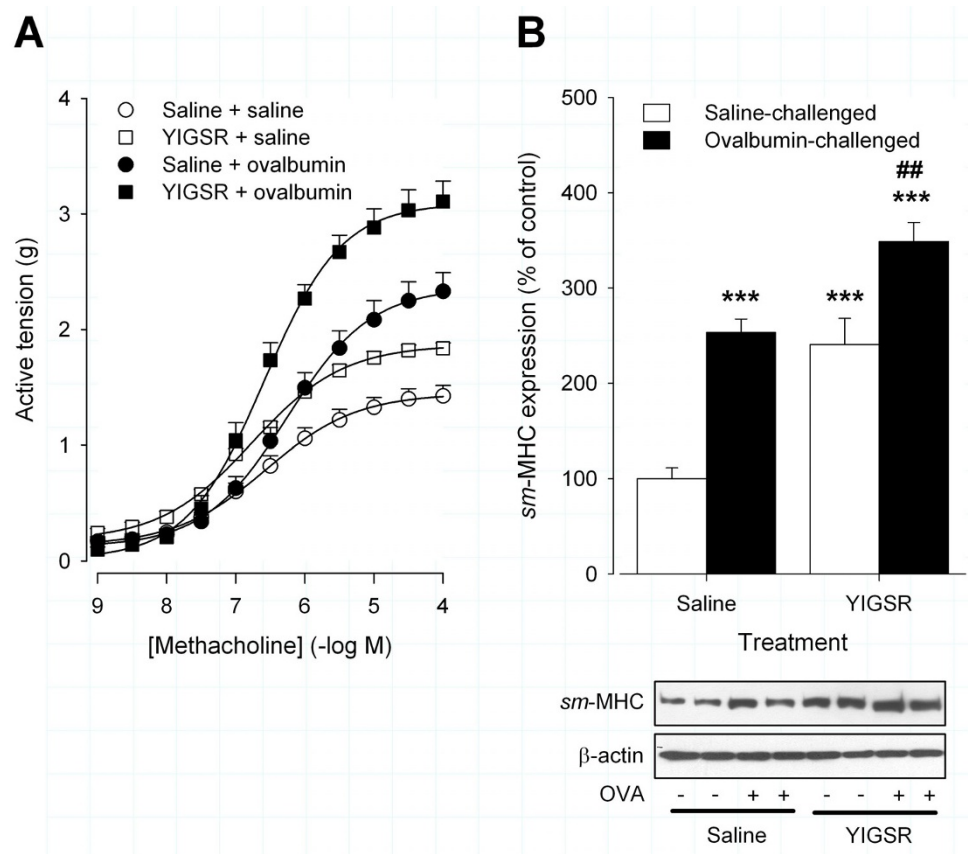 A
4
3
2
1
0
Active tension (g)
Saline + saline
YIGSR + saline
Saline + ovalbumin
YIGSR + ovalbumin
9 8 7 6 5 4
[Methacholine] (-log M)
B
500
400
300
200
100
0
sm-MHC expression (% of control)
Saline-challenged
Ovalbumin-challenged
##
***
*** ***
Saline YIGSR
Treatment
sm-MHC
β-actin
OVA - - + + - - + +
Saline YIGSR